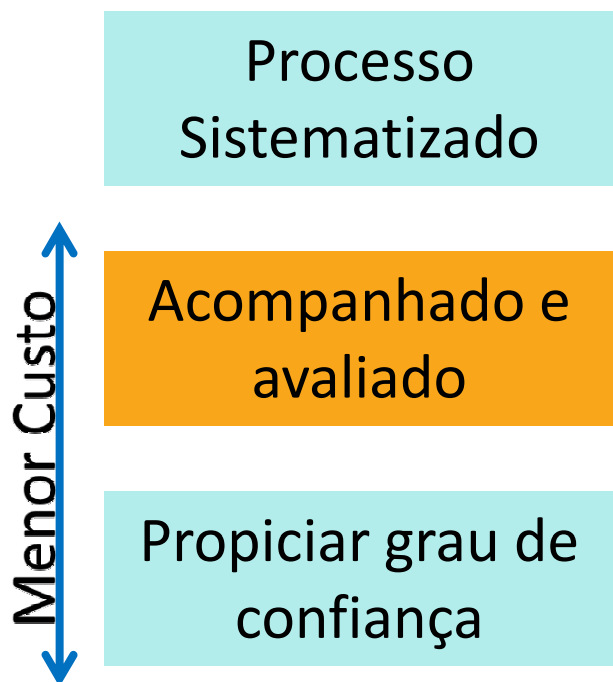 Processo
Sistematizado
Acompanhado e
avaliado
Menor Custo
Propiciar grau de
confiança